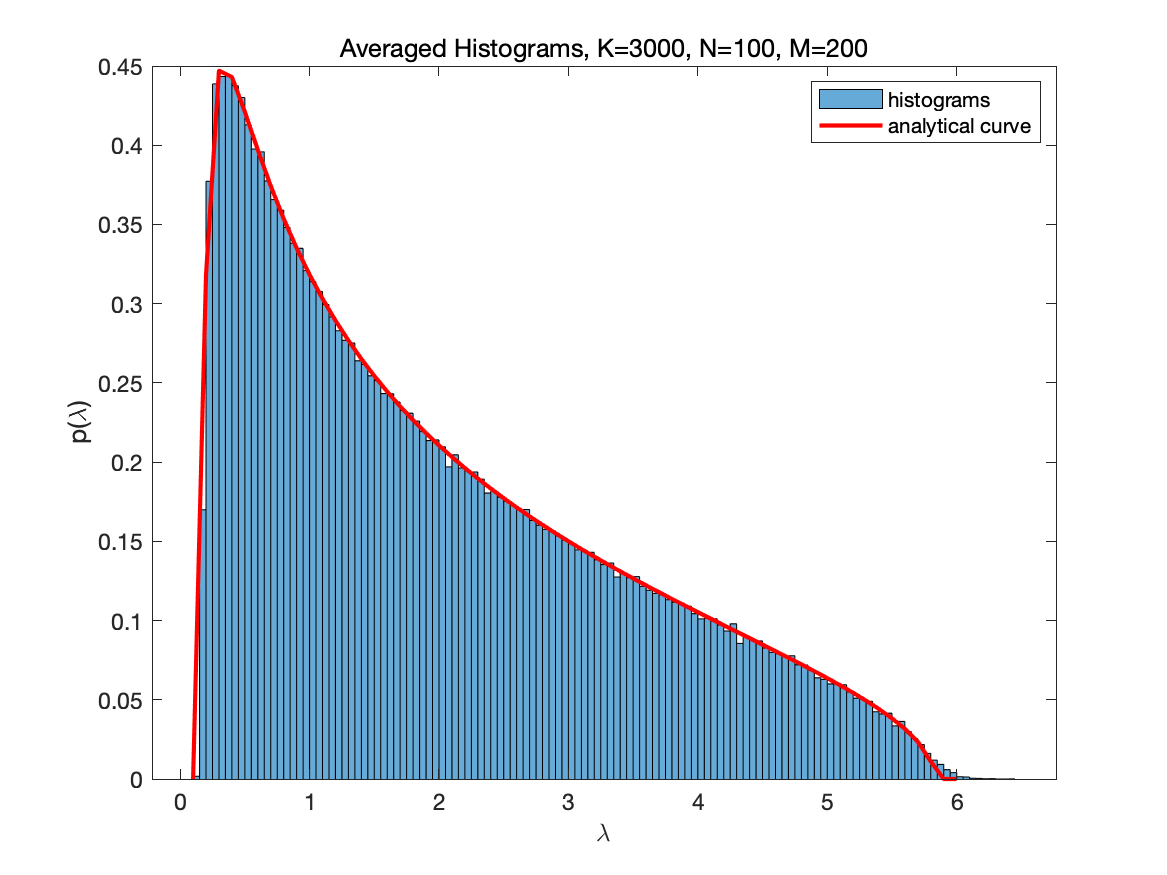 Averaged Histograms, K=3000, N=100, M=200
histograms
analytical curve
0.45
0.4
0.35
0.3
0.25
0.2
0.15
0.1
0.05
0
p(λ)
0 1 2 3 4 5 6
λ